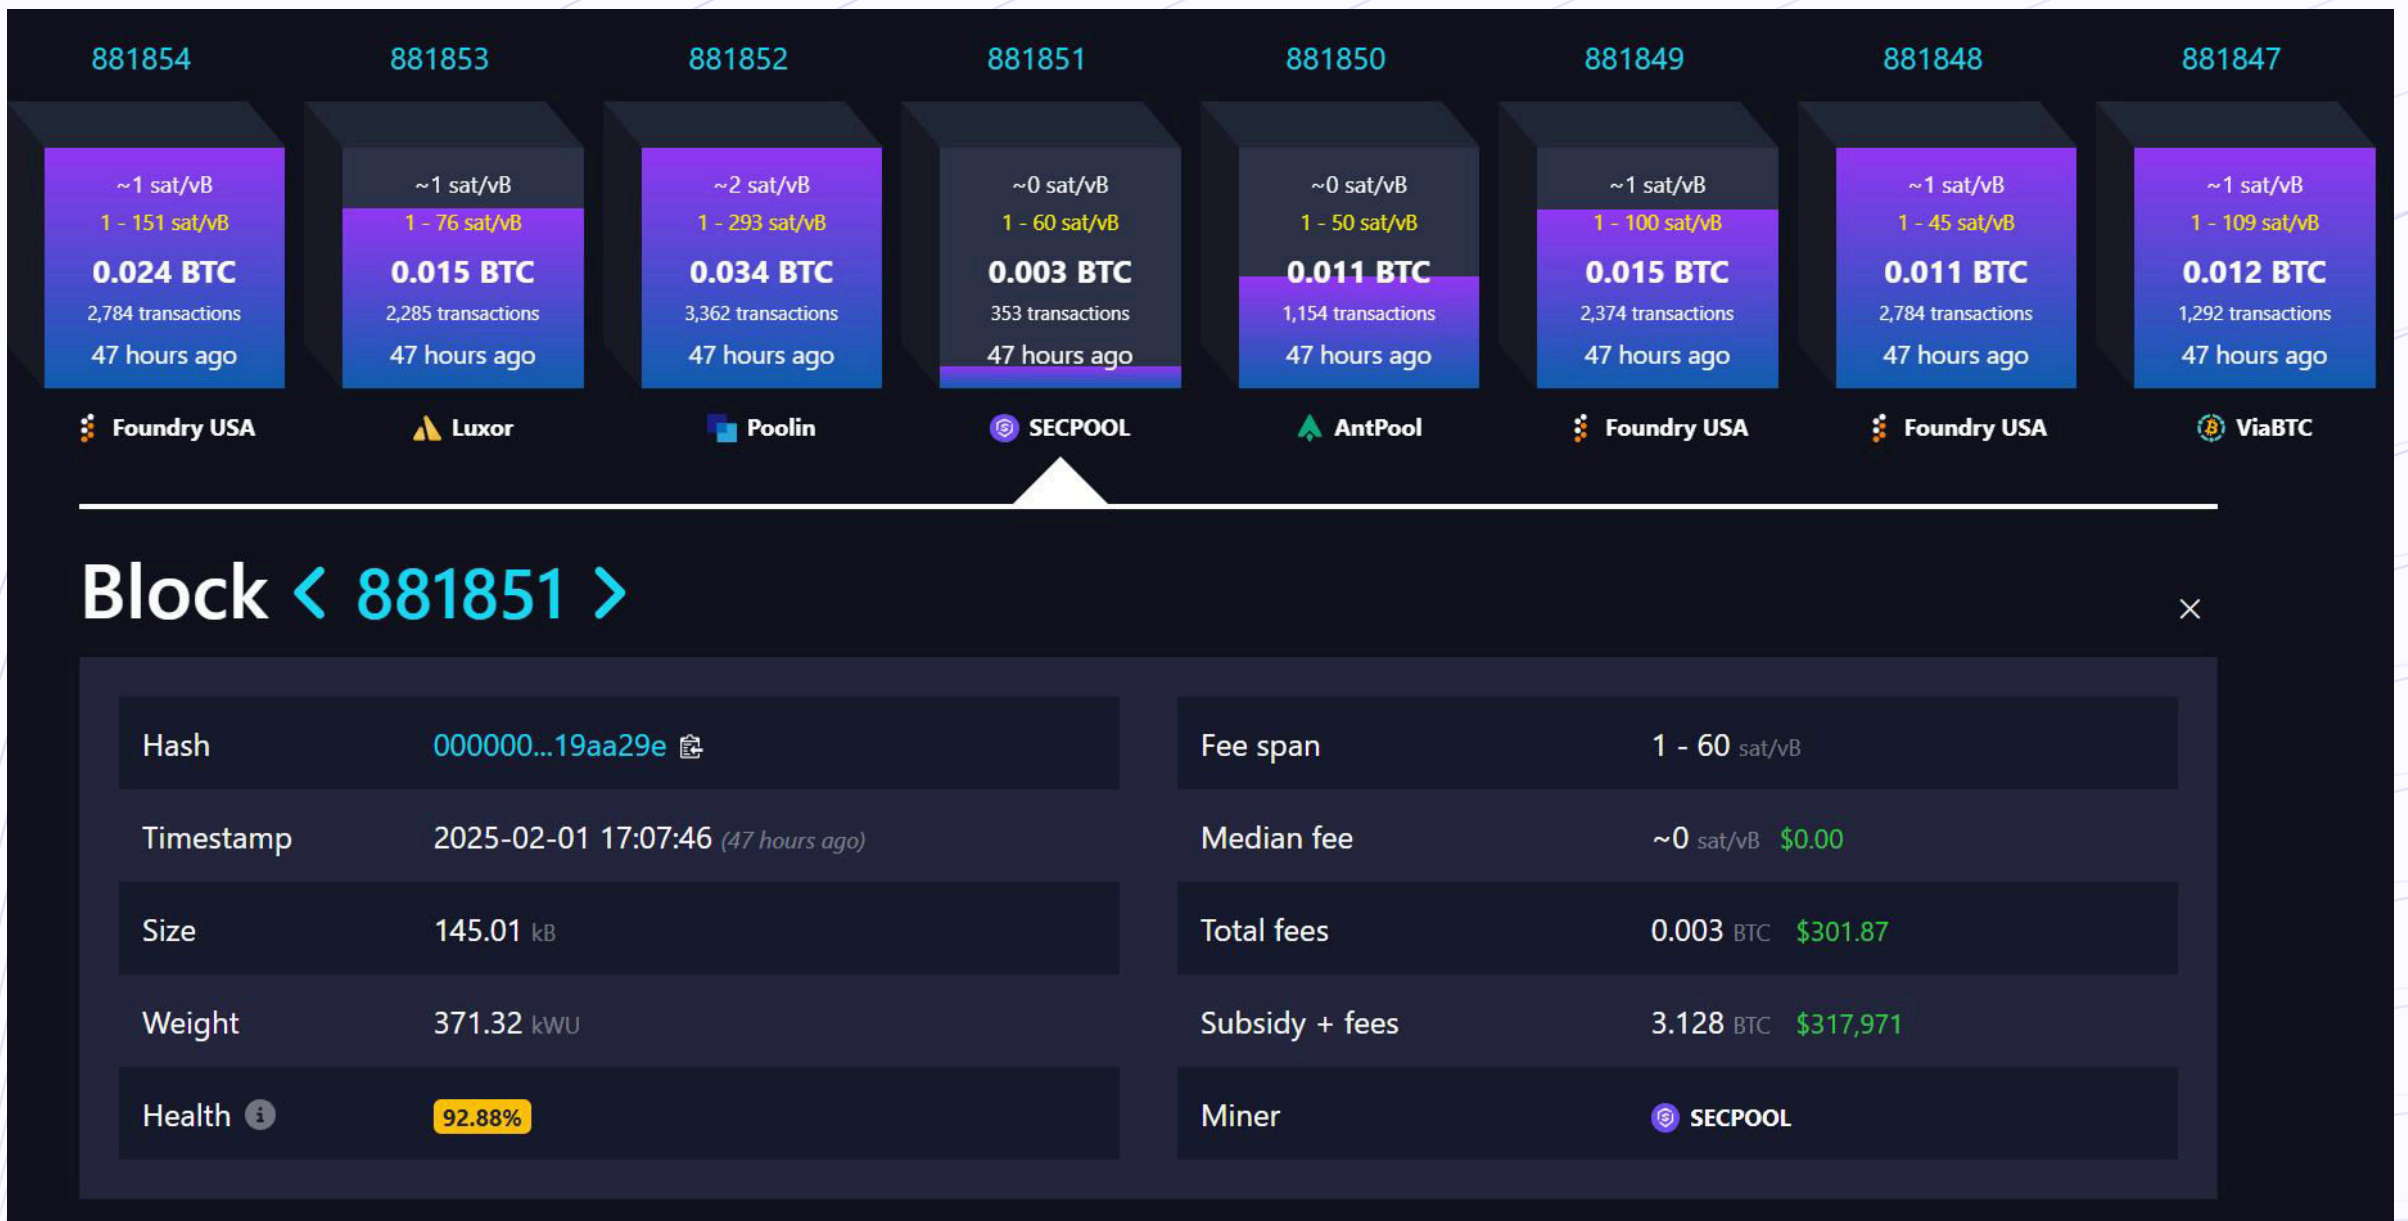 881854 881853 881852 881851 881850 881849 881848 881847
~1 sat/vB ~1 sat/vB ~2 sat/vB ~0 sat/vB ~0 sat/vB ~1 sat/vB ~1 sat/vB ~1 sat/vB
1 - 151 sat/vB 1 - 76 sat/vB 1 - 293 sat/vB 1 - 60 sat/vB 1 - 50 sat/vB 1 - 100 sat/vB 1 - 45 sat/vB 1 - 109 sat/vB
0.024 BTC 0.015 BTC 0.034 BTC 0.003 BTC 0.011 BTC 0.015 BTC 0.011 BTC 0.012 BTC
2,784 transactions 2,285 transactions 3,362 transactions 353 transactions 1,154 transactions 2,374 transactions 2,784 transactions 1,292 transactions
47 hours ago 47 hours ago 47 hours ago 47 hours ago 47 hours ago 47 hours ago 47 hours ago 47 hours ago
Foundry USA Luxor Poolin SECPOOL AntPool Foundry USA Foundry USA ViaBTC
Block < 881851 >
Hash 000000...19aa29e
Timestamp 2025-02-01 17:07:46 (47 hours ago)
Size 145.01 kB
Weight 371.32 kWU
Health 92.88%
Fee span 1 - 60 sat/vB
Median fee ~0 sat/vB $0.00
Total fees 0.003 BTC $301.87
Subsidy + fees 3.128 BTC $317,971
Miner SECPOOL